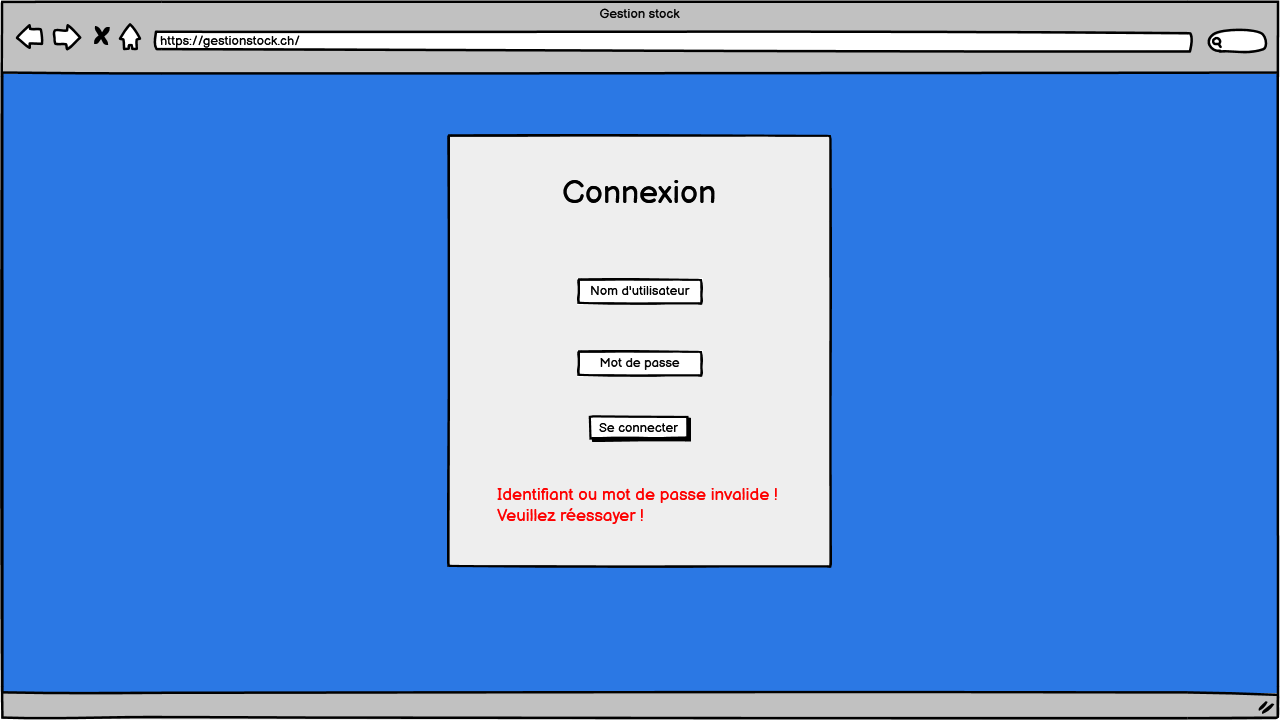 Gestion stock
https://gestionstock.ch/
Connexion
Nom d'utilisateur
Mot de passe
Se connecter
Identifiant ou mot de passe invalide !
Veuillez réessayer !